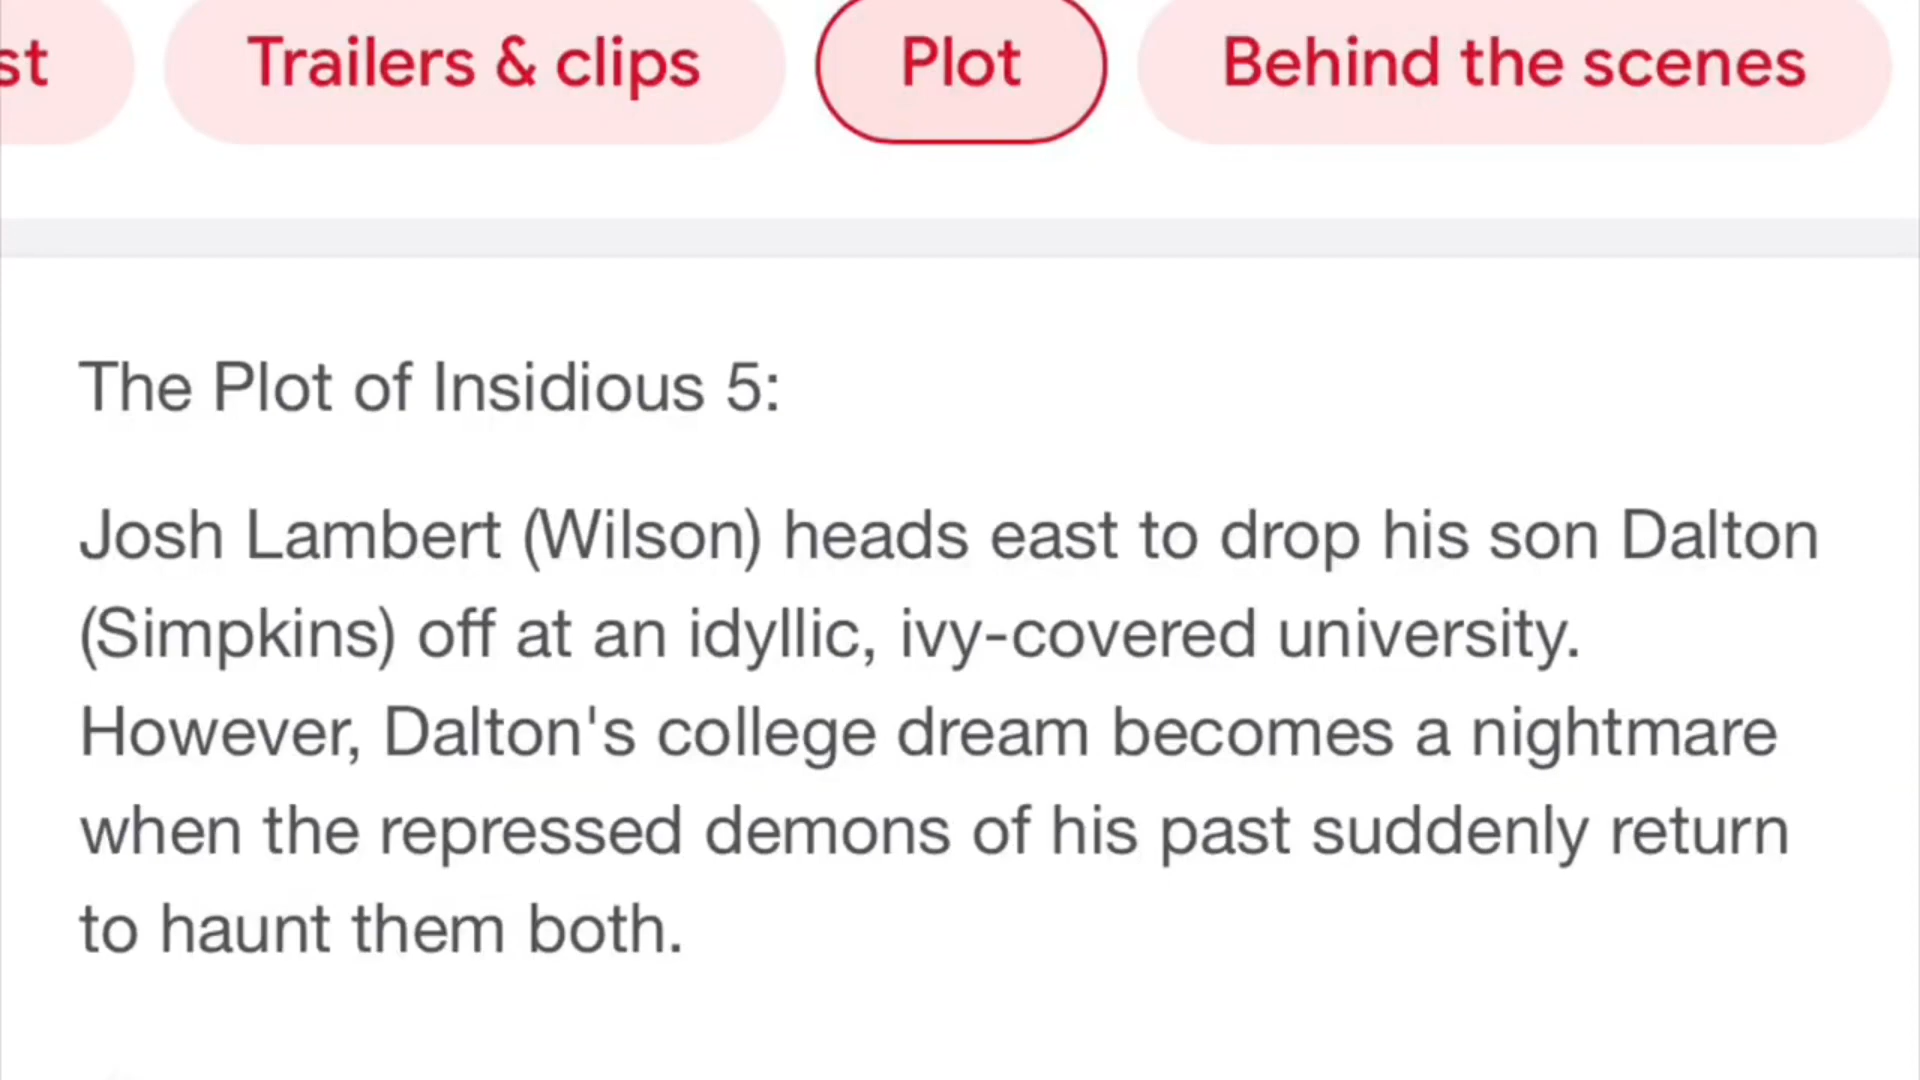 st Trailers & clips Plot Behind the scenes
The Plot of Insidious 5:
Josh Lambert (Wilson) heads east to drop his son Dalton
(Simpkins) off at an idyllic, ivy-covered university.
However, Dalton's college dream becomes a nightmare
when the repressed demons of his past suddenly return
to haunt them both.